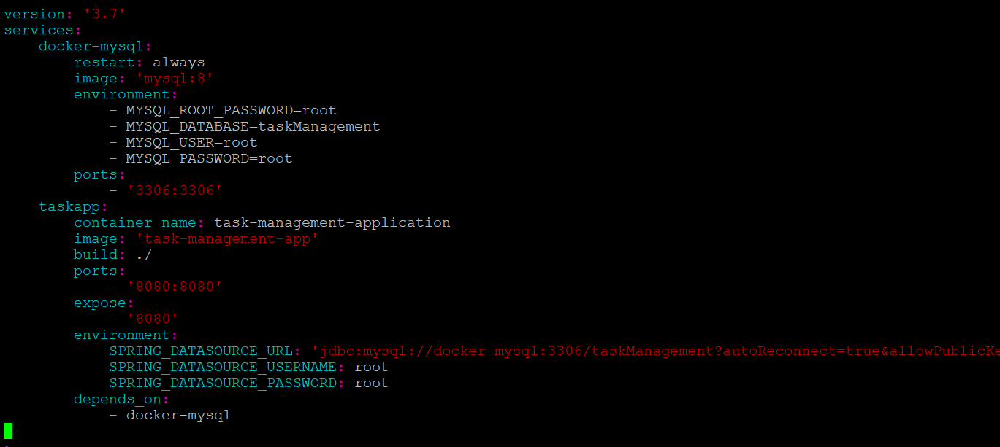 version: '3.7'
services:
    docker-mysql:
        restart: always
        image: 'mysql:8'
        environment:
            - MYSQL_ROOT_PASSWORD=root
            - MYSQL_DATABASE=taskManagement
            - MYSQL_USER=root
            - MYSQL_PASSWORD=root
        ports:
            - '3306:3306'
    taskapp:
        container_name: task-management-application
        image: 'task-management-app'
        build: ./
        ports:
            - '8080:8080'
        expose:
            - '8080'
        environment:
            SPRING_DATASOURCE_URL: 'jdbc:mysql://docker-mysql:3306/taskManagement?autoReconnect=true&allowPublicKe
            SPRING_DATASOURCE_USERNAME: root
            SPRING_DATASOURCE_PASSWORD: root
        depends_on:
            - docker-mysql